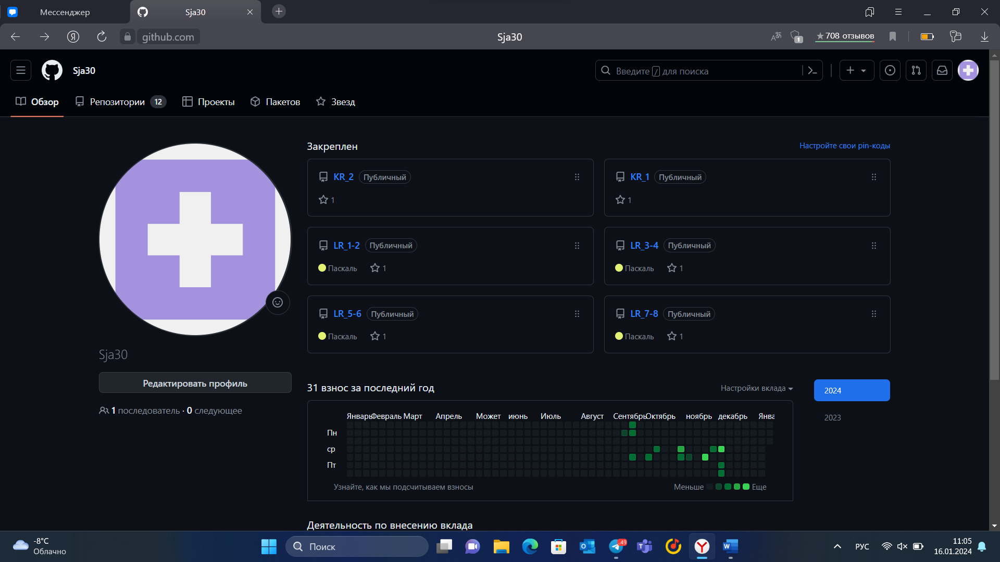 Мессенджер
Sja30
github.com
Sja30
708 отзывов
1
Sja30
Введите / для поиска
Обзор
Репозитории 12
Проекты
Пакетов
Звезд
Закреплен
Настройте свои pin-коды
KR_2 Публичный
1
KR_1 Публичный
1
LR_1-2 Публичный
Паскаль 1
LR_3-4 Публичный
Паскаль 1
LR_5-6 Публичный
Паскаль 1
LR_7-8 Публичный
Паскаль 1
Sja30
Редактировать профиль
1 последователь · 0 следующее
31 взнос за последний год
Настройки вклада
2024
2023
Январь Февраль Март Апрель Может июнь Июль Август Сентябрь Октябрь ноябрь декабрь Янва
Пн
ср
Пт
Узнайте, как мы подсчитываем взносы
Меньше Еще
Деятельность по внесению вклада
-8°C
Облачно
Поиск
49
РУС
11:05
16.01.2024